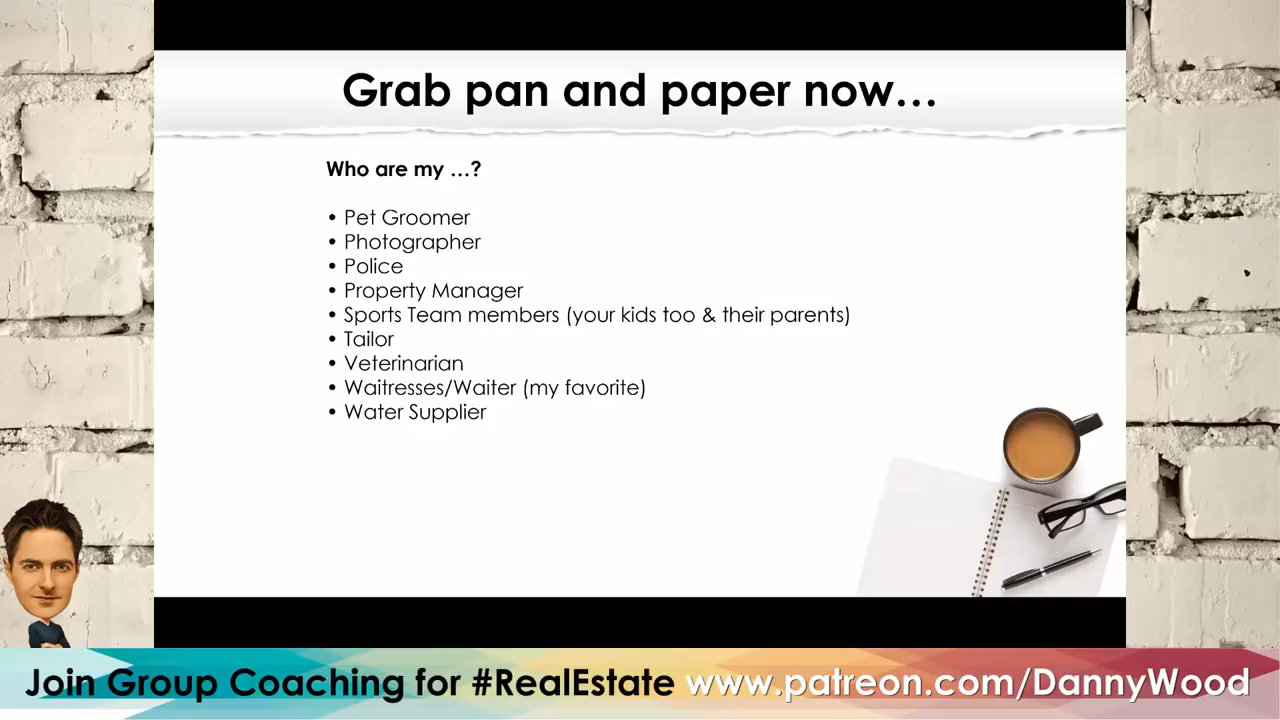 Grab pan and paper now…
Who are my …?
• Pet Groomer
• Photographer
• Police
• Property Manager
• Sports Team members (your kids too & their parents)
• Tailor
• Veterinarian
• Waitresses/Waiter (my favorite)
• Water Supplier
Join Group Coaching for #RealEstate www.patreon.com/DannyWood